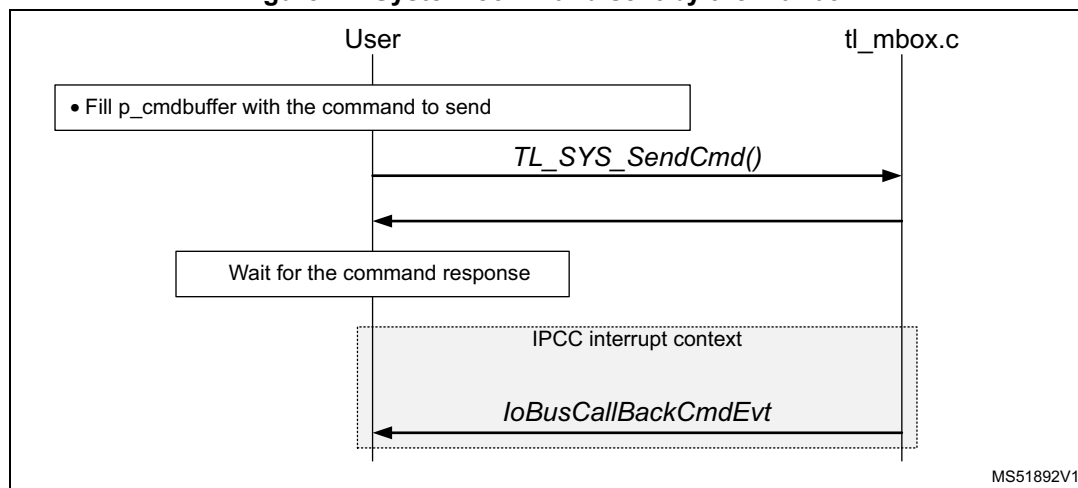 User
tl_mbox.c
• Fill p_cmdbuffer with the command to send
TL_SYS_SendCmd()
Wait for the command response
IPCC interrupt context
IoBusCallBackCmdEvt
MS51892V1